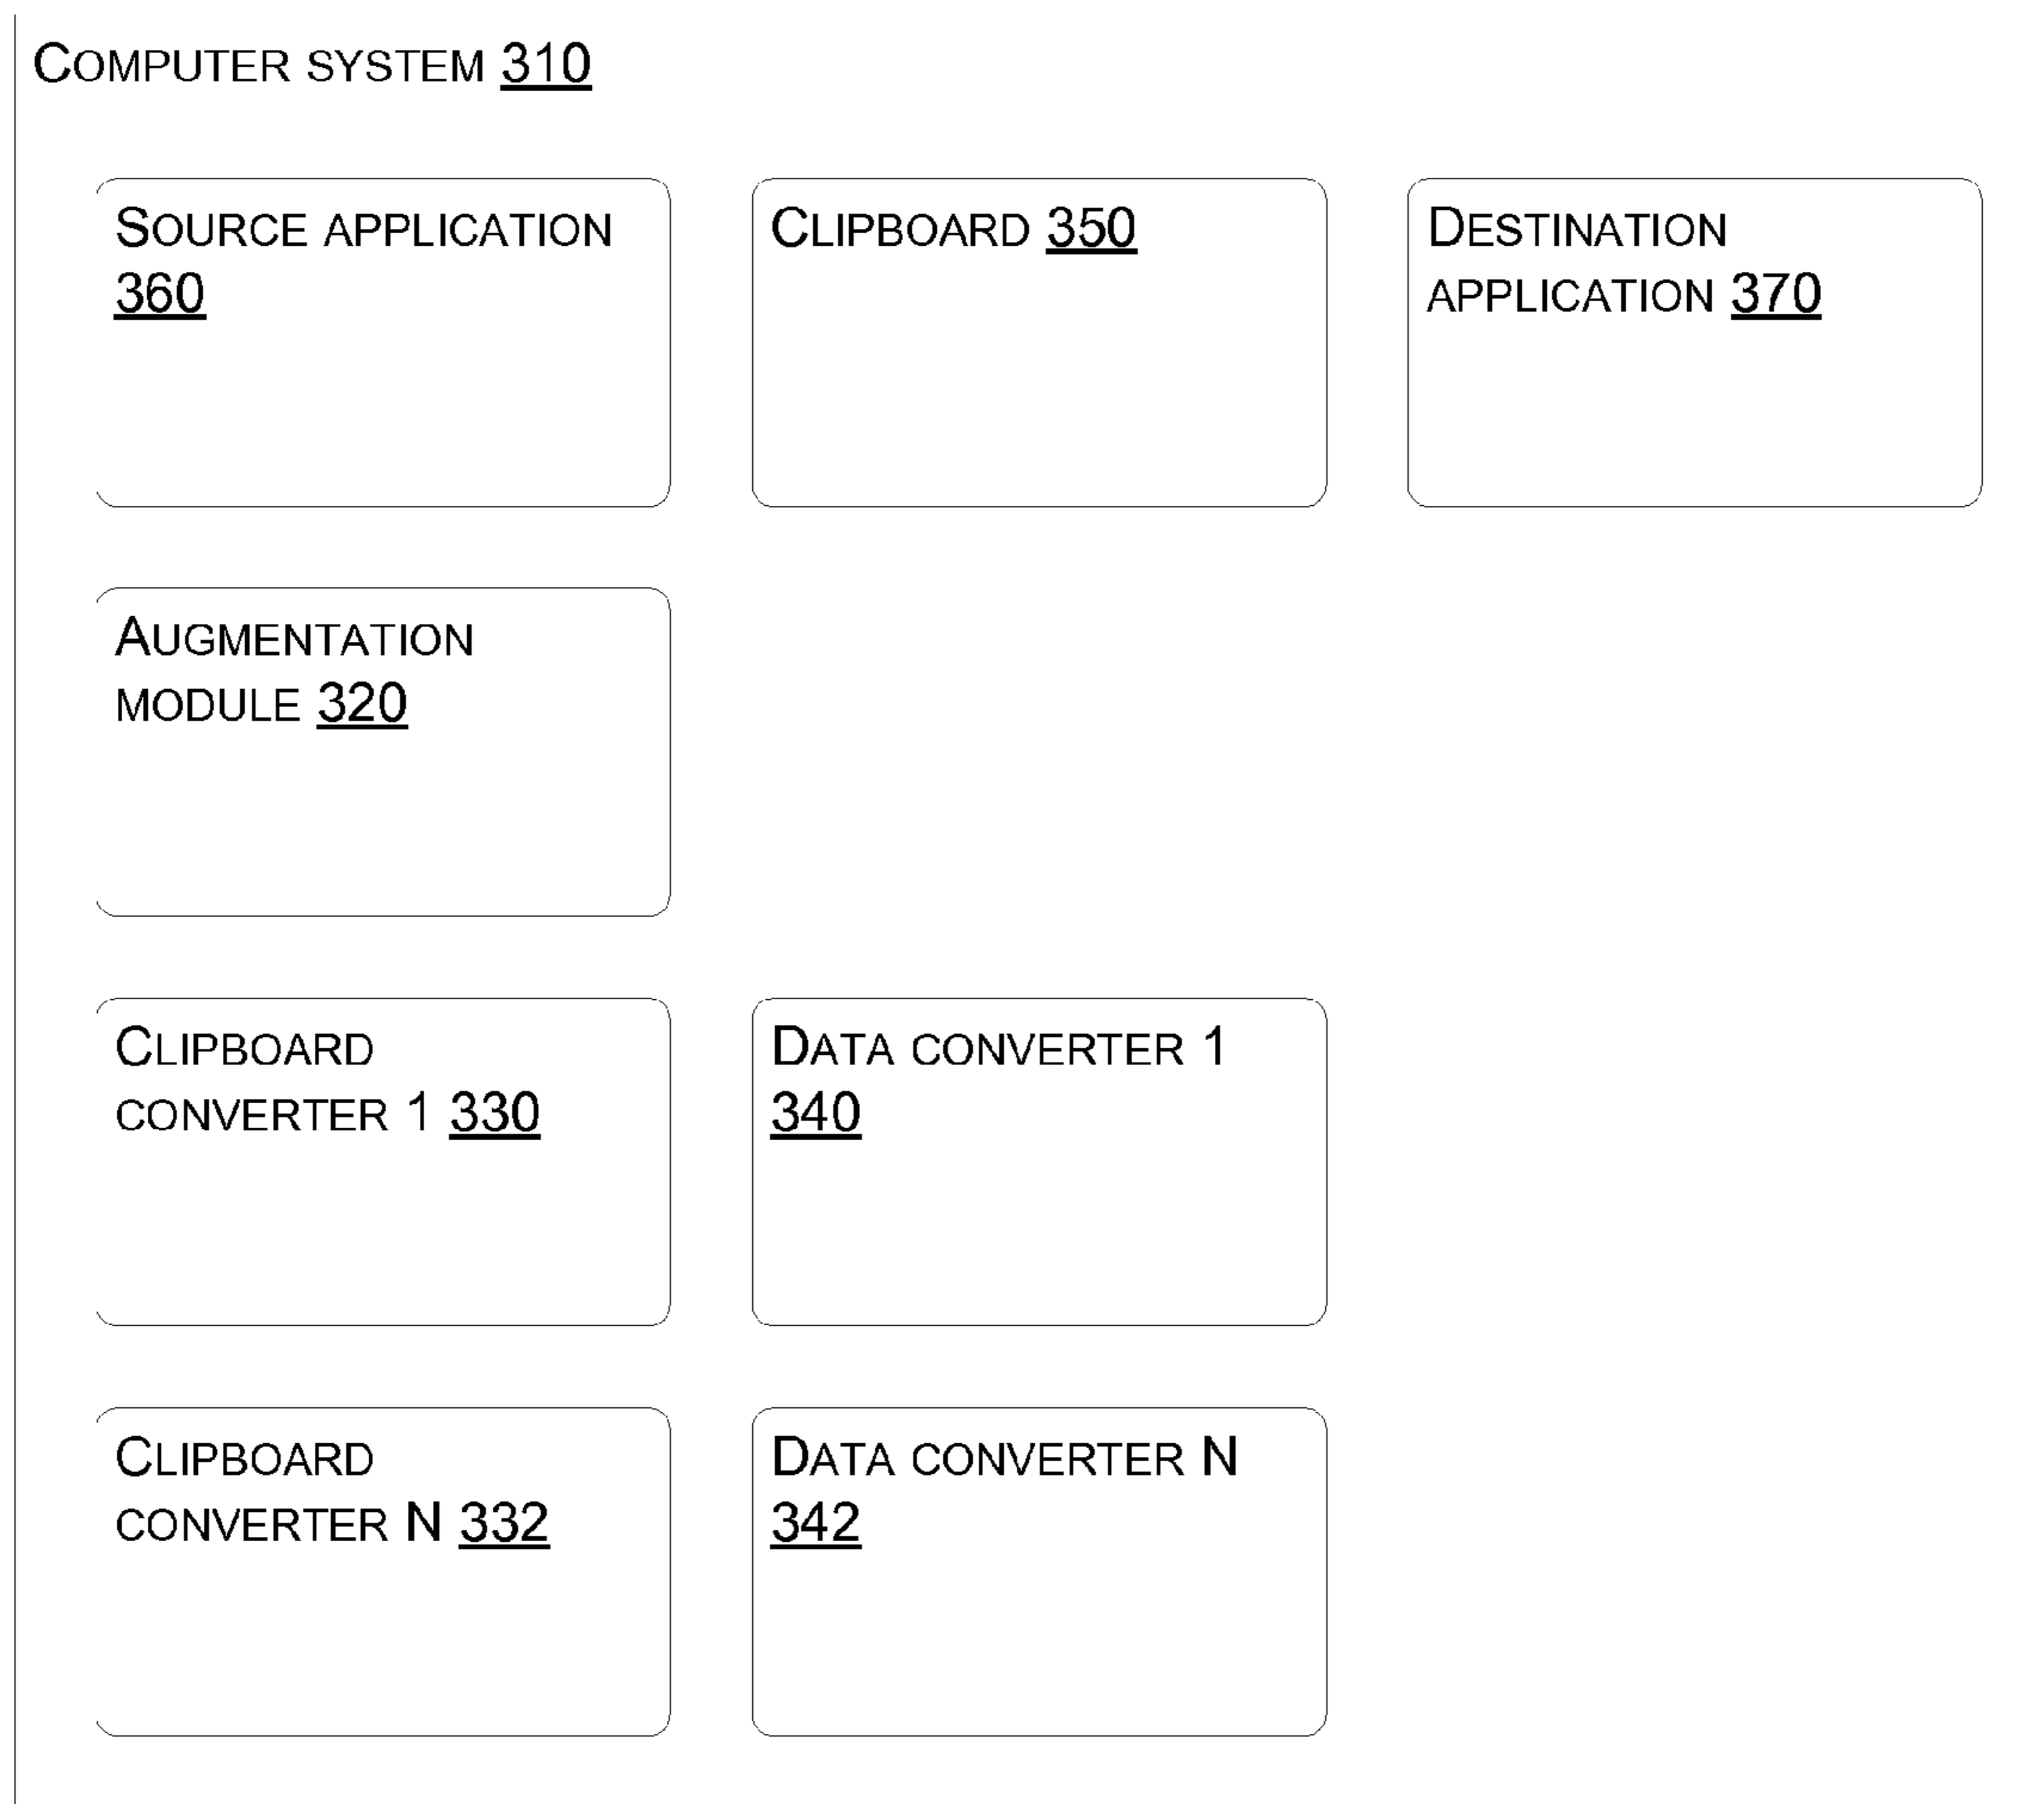 Computer system 310
Source application
360
Clipboard 350
Destination
application 370
Augmentation
module 320
Clipboard
converter 1 330
Data converter 1
340
Clipboard
converter N 332
Data converter N
342